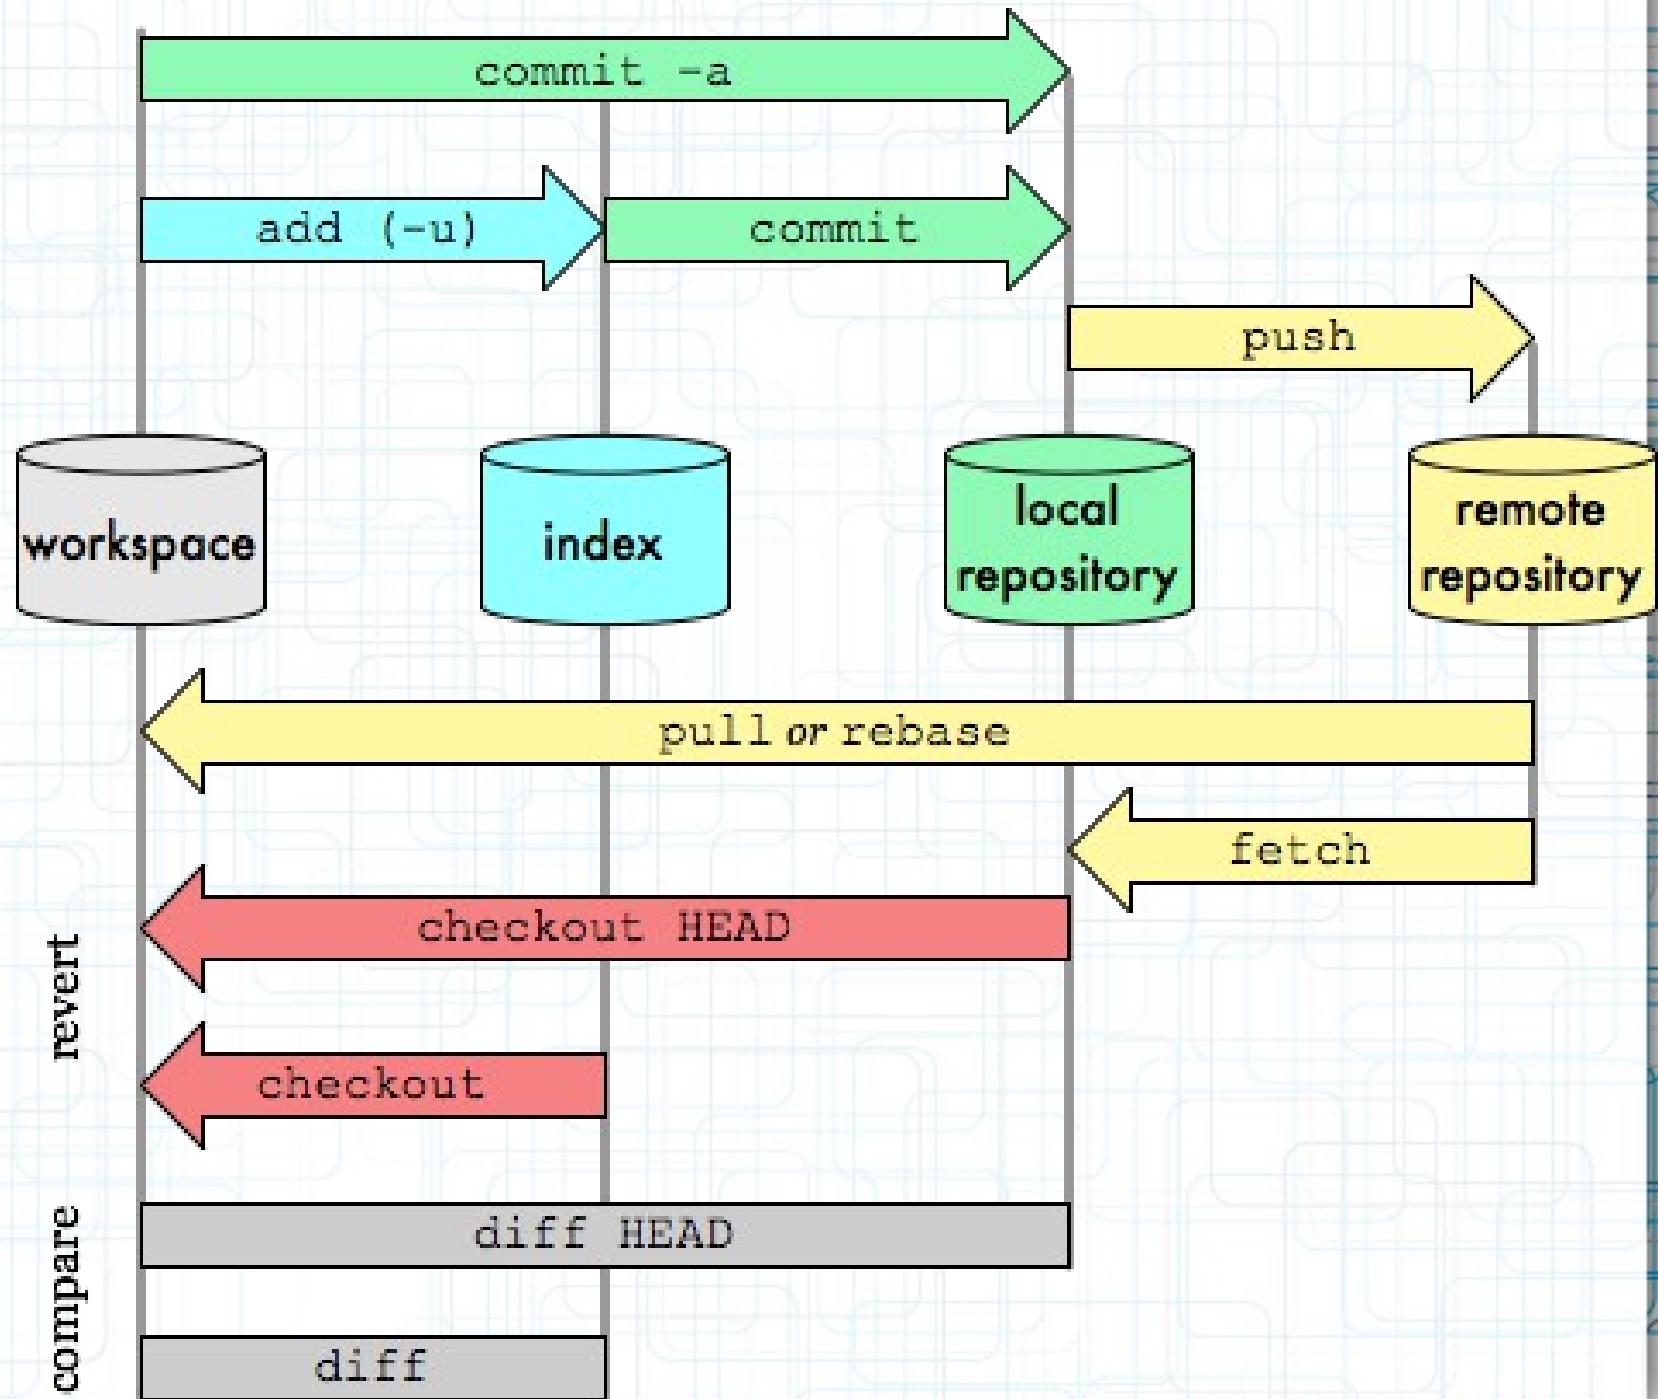 commit -a
add (-u)
commit
push
workspace
index
local
repository
remote
repository
pull or rebase
fetch
revert
checkout HEAD
checkout
compare
diff HEAD
diff